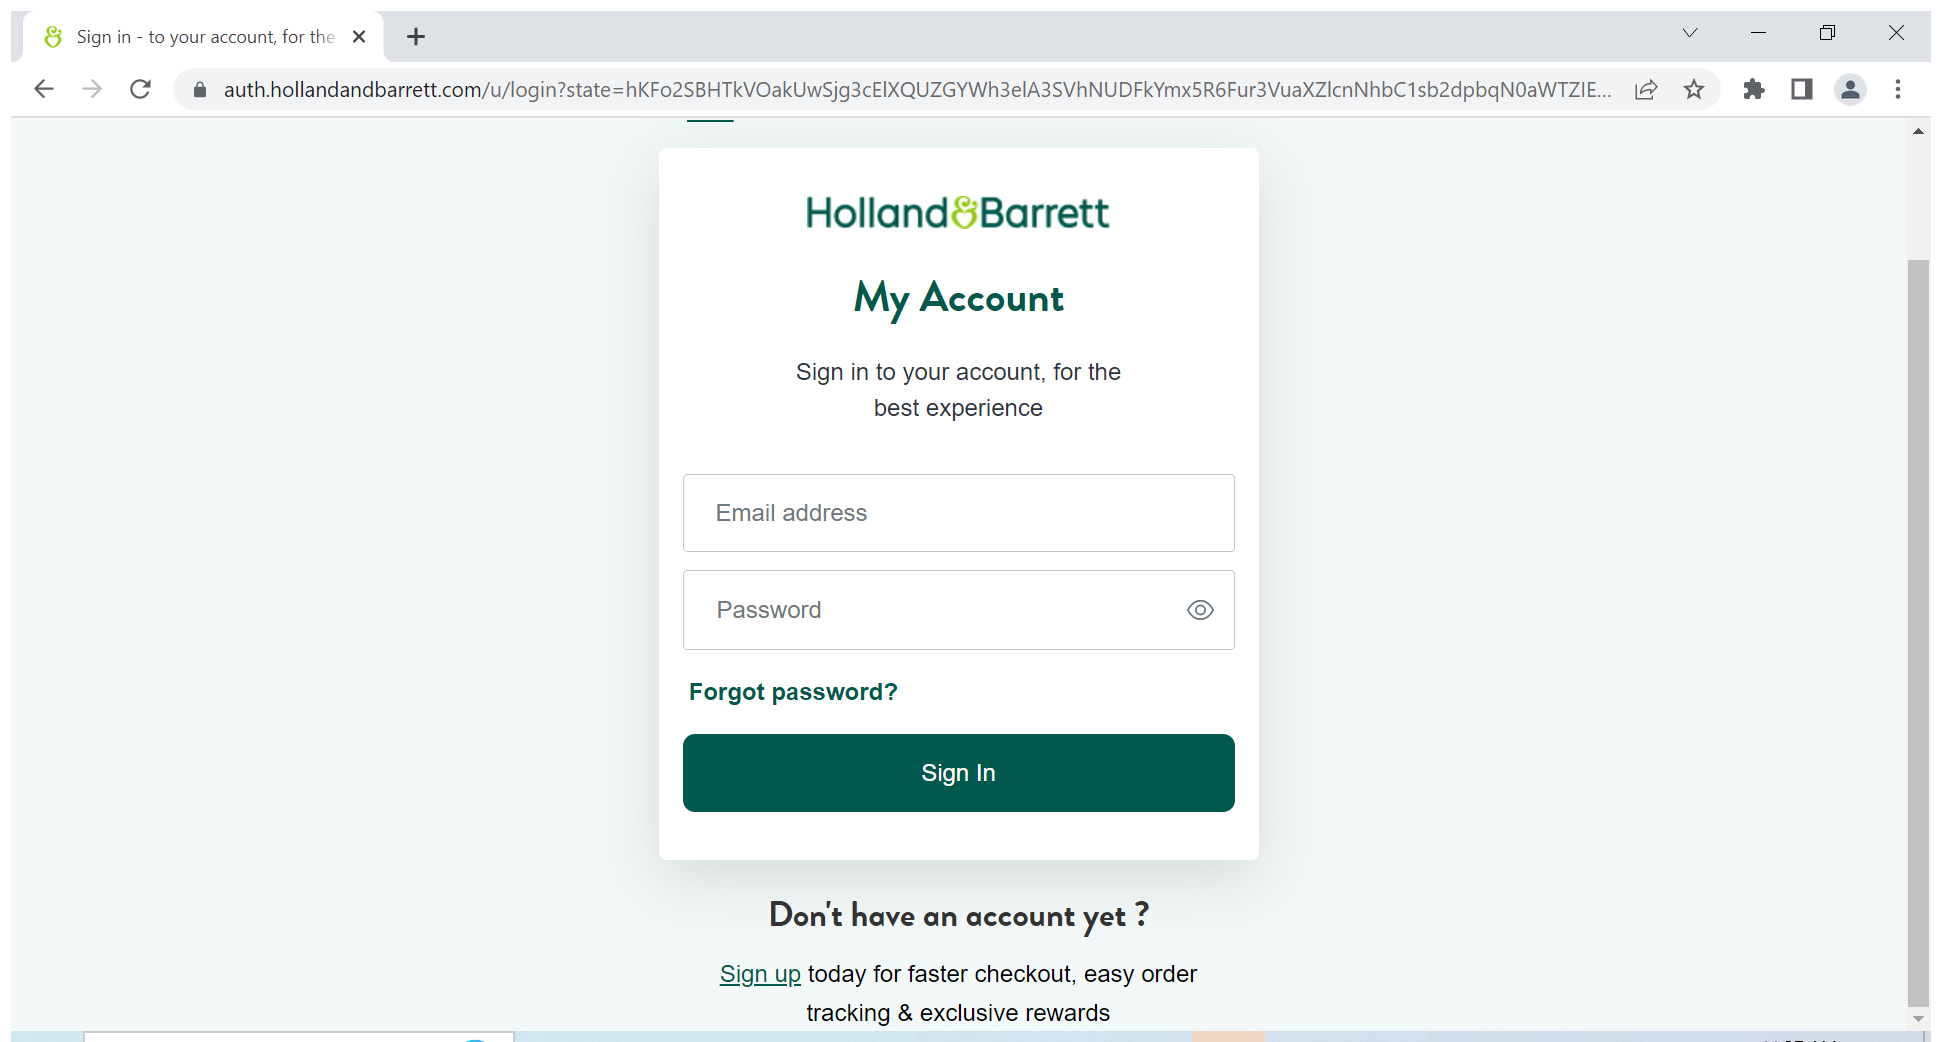 Sign in - to your account, for the
auth.hollandandbarrett.com/u/login?state=hKFo2SBHTkVOakUwSjg3cElXQUZGYWh3elA3SVhNUDFkYmx5R6Fur3VuaXZlcnNhbC1sb2dpbqN0aWTZIE...
Holland&Barrett
My Account
Sign in to your account, for the
best experience
Email address
Password
Forgot password?
Sign In
Don't have an account yet ?
Sign up today for faster checkout, easy order
tracking & exclusive rewards